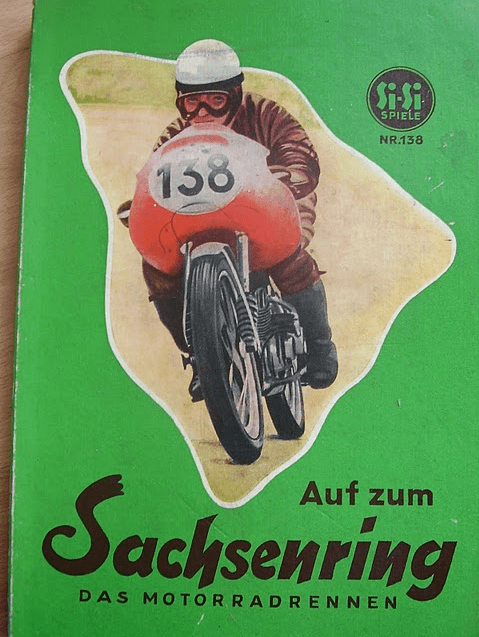 Si-Si-
SPIELE
NR.138
138
Auf zum
Sachsenring
DAS MOTORRADRENNEN